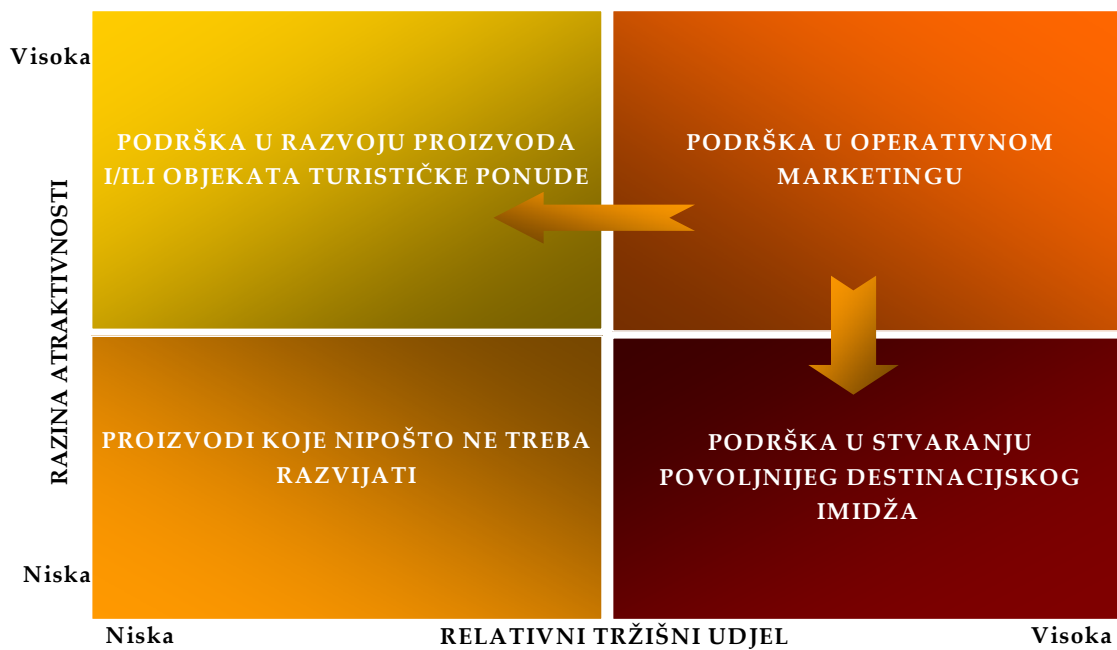 Visoka
PODRŠKA U RAZVOJU PROIZVODA
I/ILI OBJEKATA TURISTIČKE PONUDE
PODRŠKA U OPERATIVNOM
MARKETINGU
RAZINA ATRAKTIVNOSTI
PROIZVODI KOJE NIPOŠTO NE TREBA
RAZVIJATI
PODRŠKA U STVARANJU
POVOLJNIJEG DESTINACIJSKOG
IMIDŽA
Niska
Niska
RELATIVNI TRŽIŠNI UDJEL
Visoka